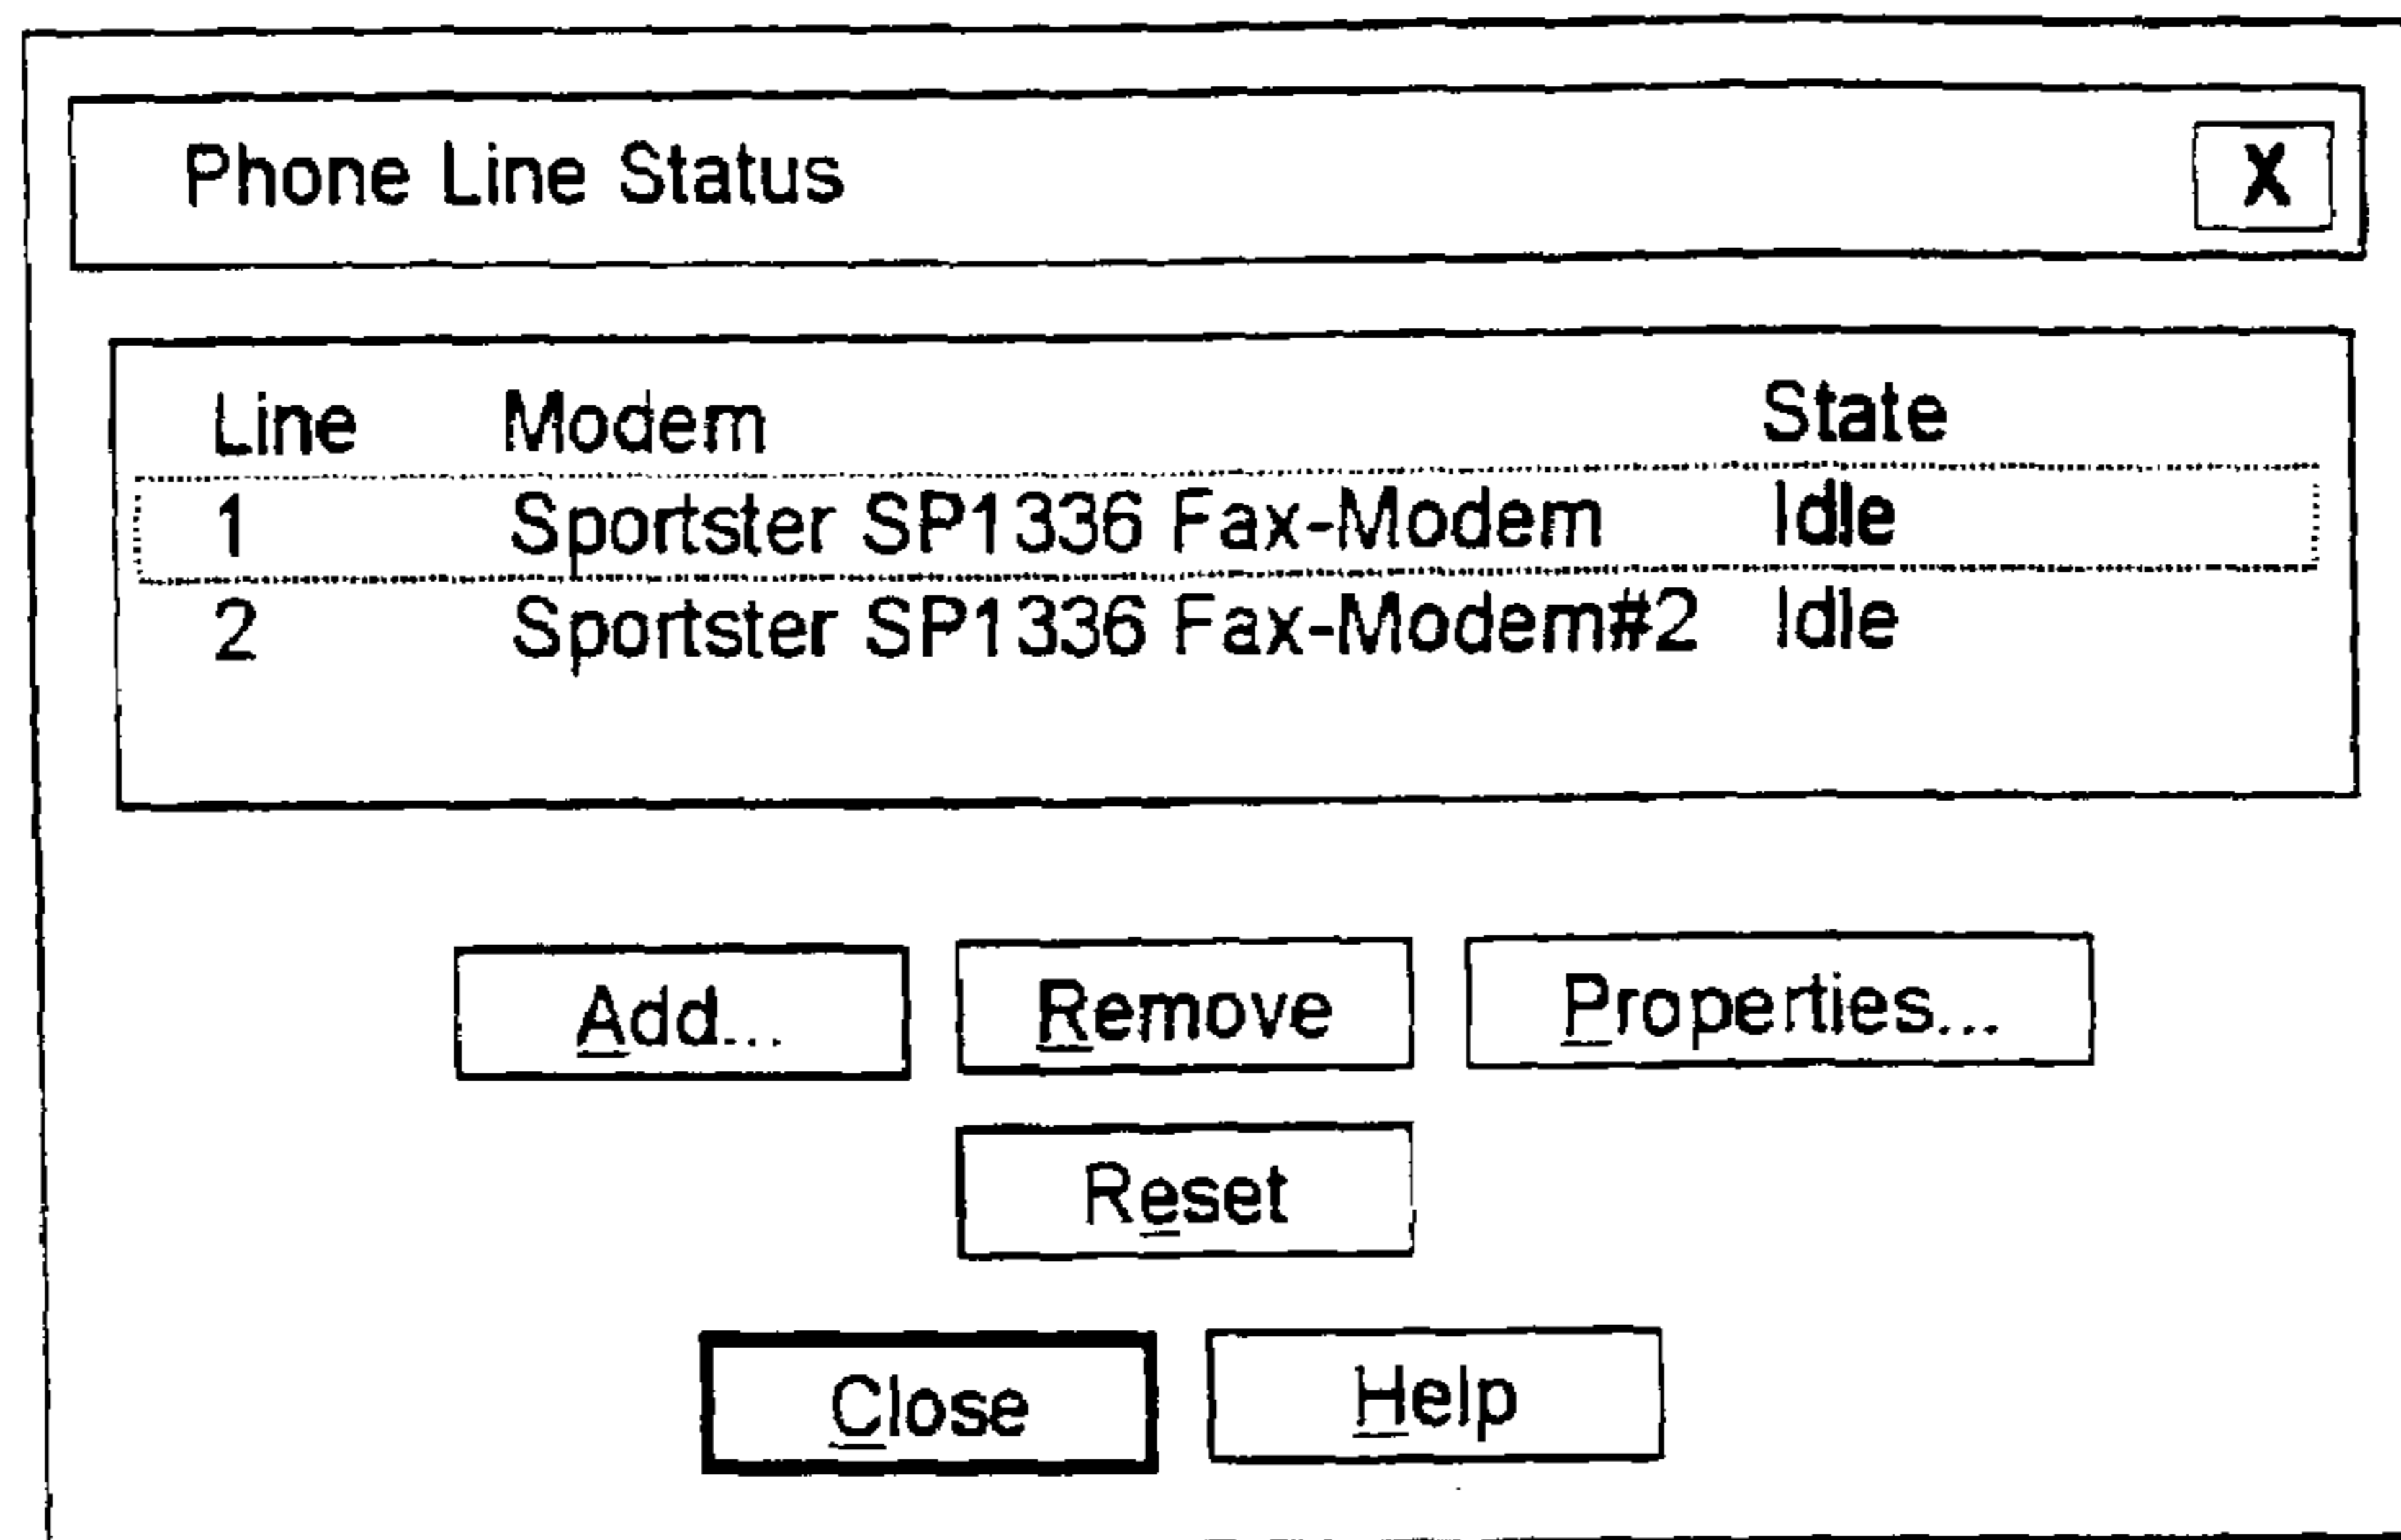 Phone Line Status X
Line Modem State
1 Sportster SP1336 Fax-Modem Idle
2 Sportster SP1336 Fax-Modem#2 Idle
Add... Remove Properties...
Reset
Close Help